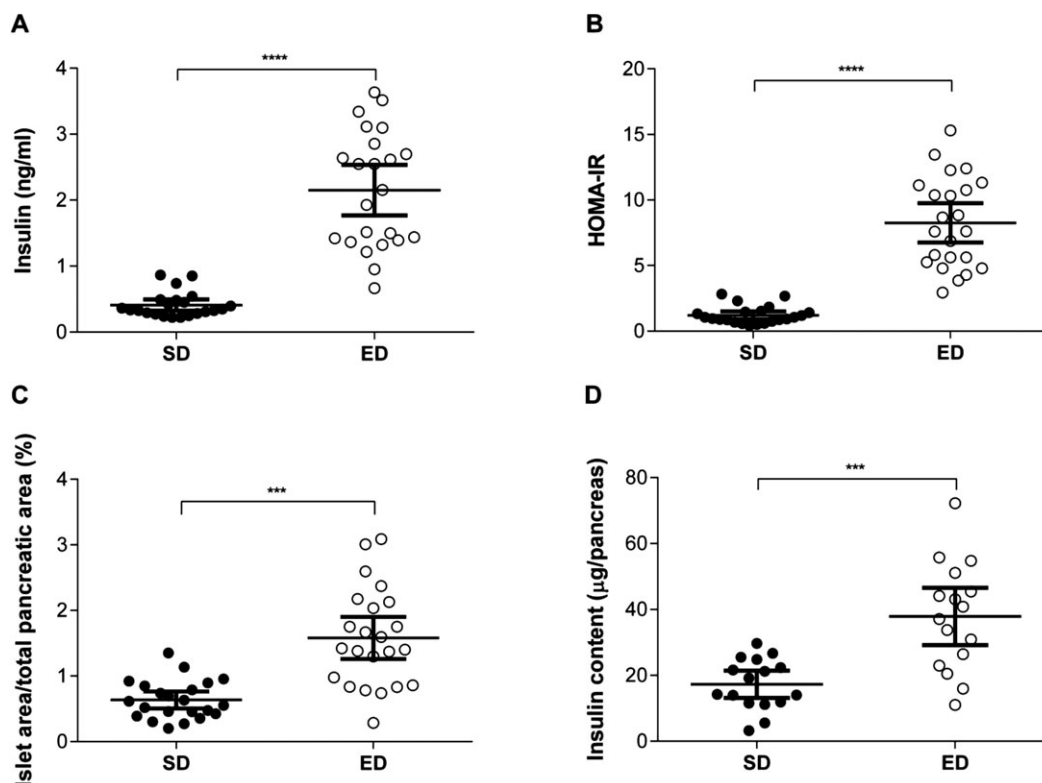 A
Insulin (ng/ml)
4
3
2
1
0
****
SD
ED
B
HOMA-IR
20
15
10
5
0
****
SD
ED
C
Islet area/total pancreatic area (%)
4
3
2
1
0
***
SD
ED
D
Insulin content (μg/pancreas)
80
60
40
20
0
***
SD
ED